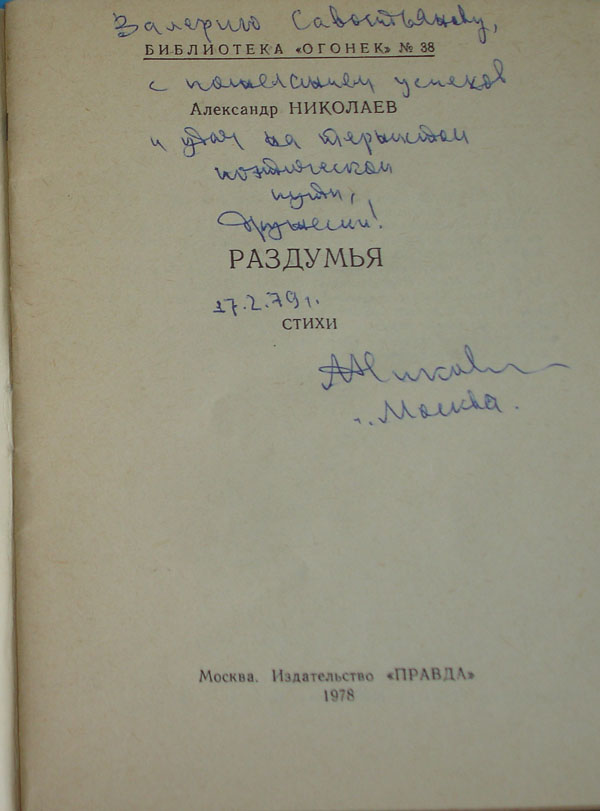 Валерию Савостьянову,
БИБЛИОТЕКА «ОГОНЕК» № 38
с пожеланием успехов
Александр НИКОЛАЕВ
и удач на тернистом
поэтическом
пути,
Дружески!
РАЗДУМЬЯ
17.2.79 г.
СТИХИ
г. Москва.
Москва. Издательство «ПРАВДА»
1978